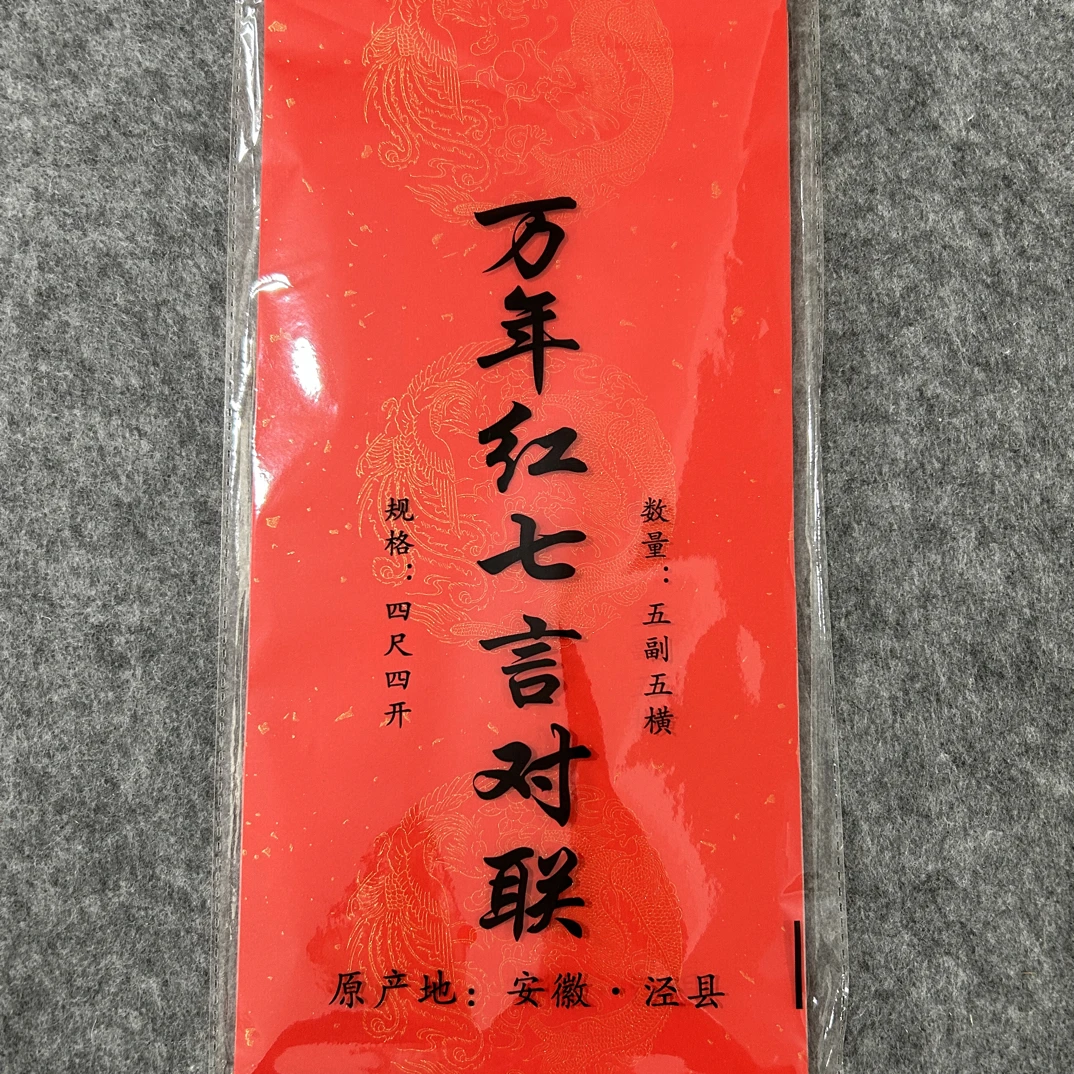 万年红七言对联
数量：五副五横
规格：四尺四开
原产地：安徽·泾县